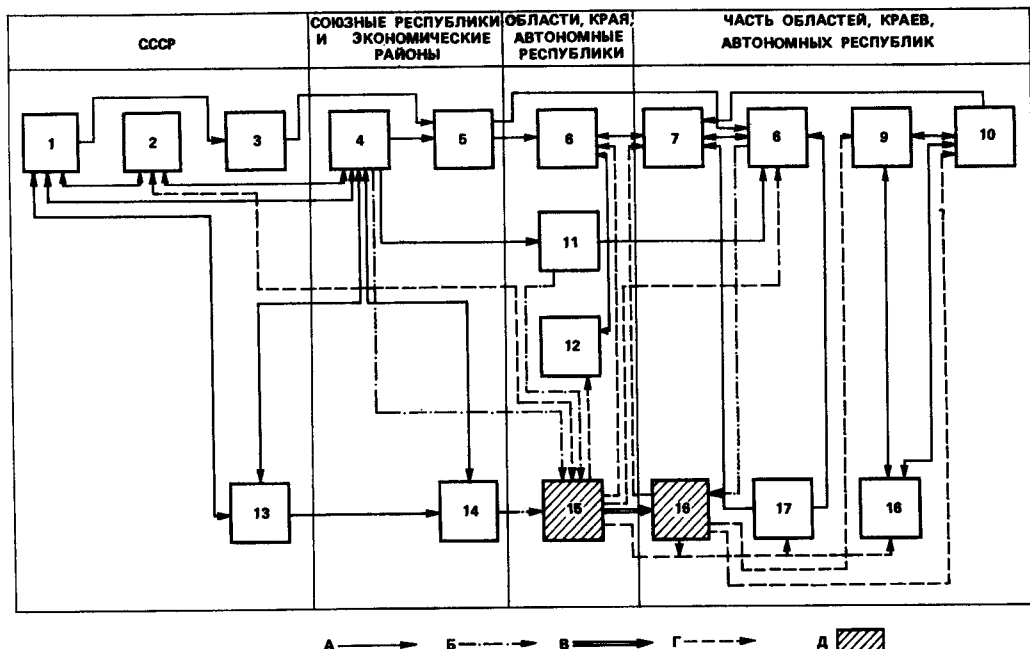 СССР
СОЮЗНЫЕ РЕСПУБЛИКИ
И ЭКОНОМИЧЕСКИЕ
РАЙОНЫ
ОБЛАСТИ, КРАЯ,
АВТОНОМНЫЕ
РЕСПУБЛИКИ
ЧАСТЬ ОБЛАСТЕЙ, КРАЕВ,
АВТОНОМНЫХ РЕСПУБЛИК
1
2
3
4
5
6
7
6
9
10
11
12
13
14
15
16
17
16
А
Б
В
Г
Д